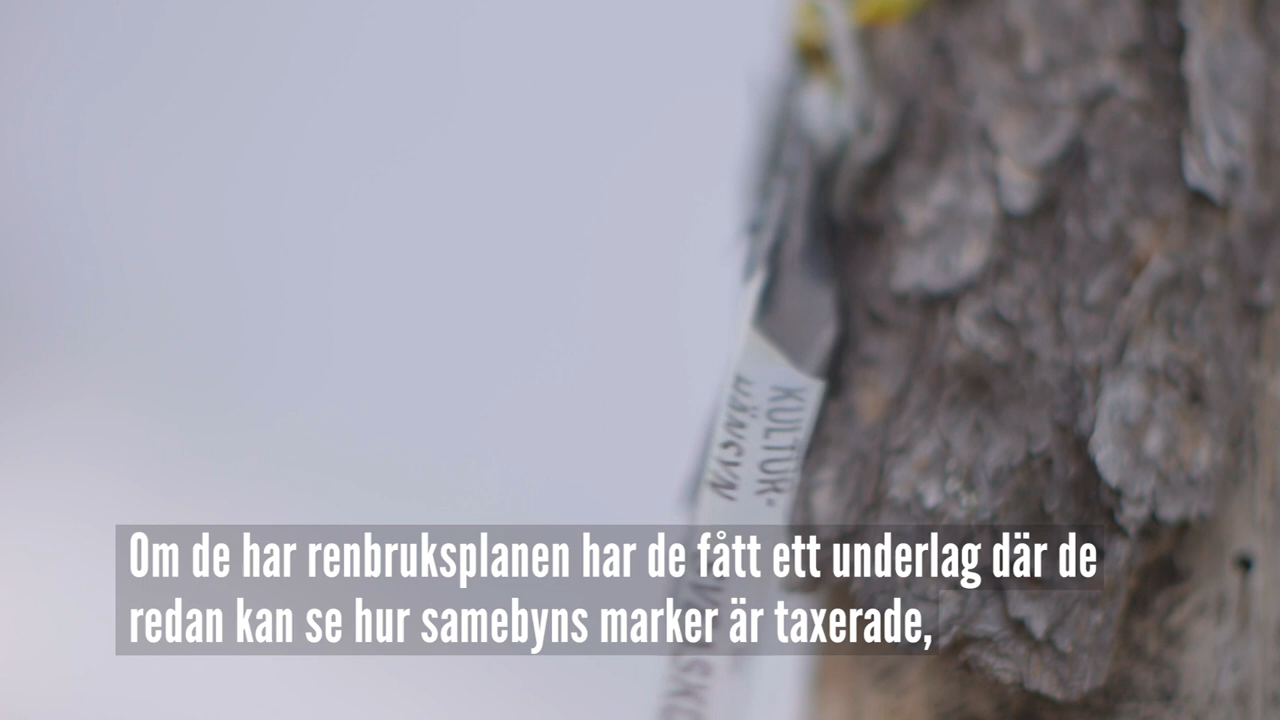 KULTUR-
HÄNSYN
Om de har renbruksplanen har de fått ett underlag där de
redan kan se hur samebyns marker är taxerade,